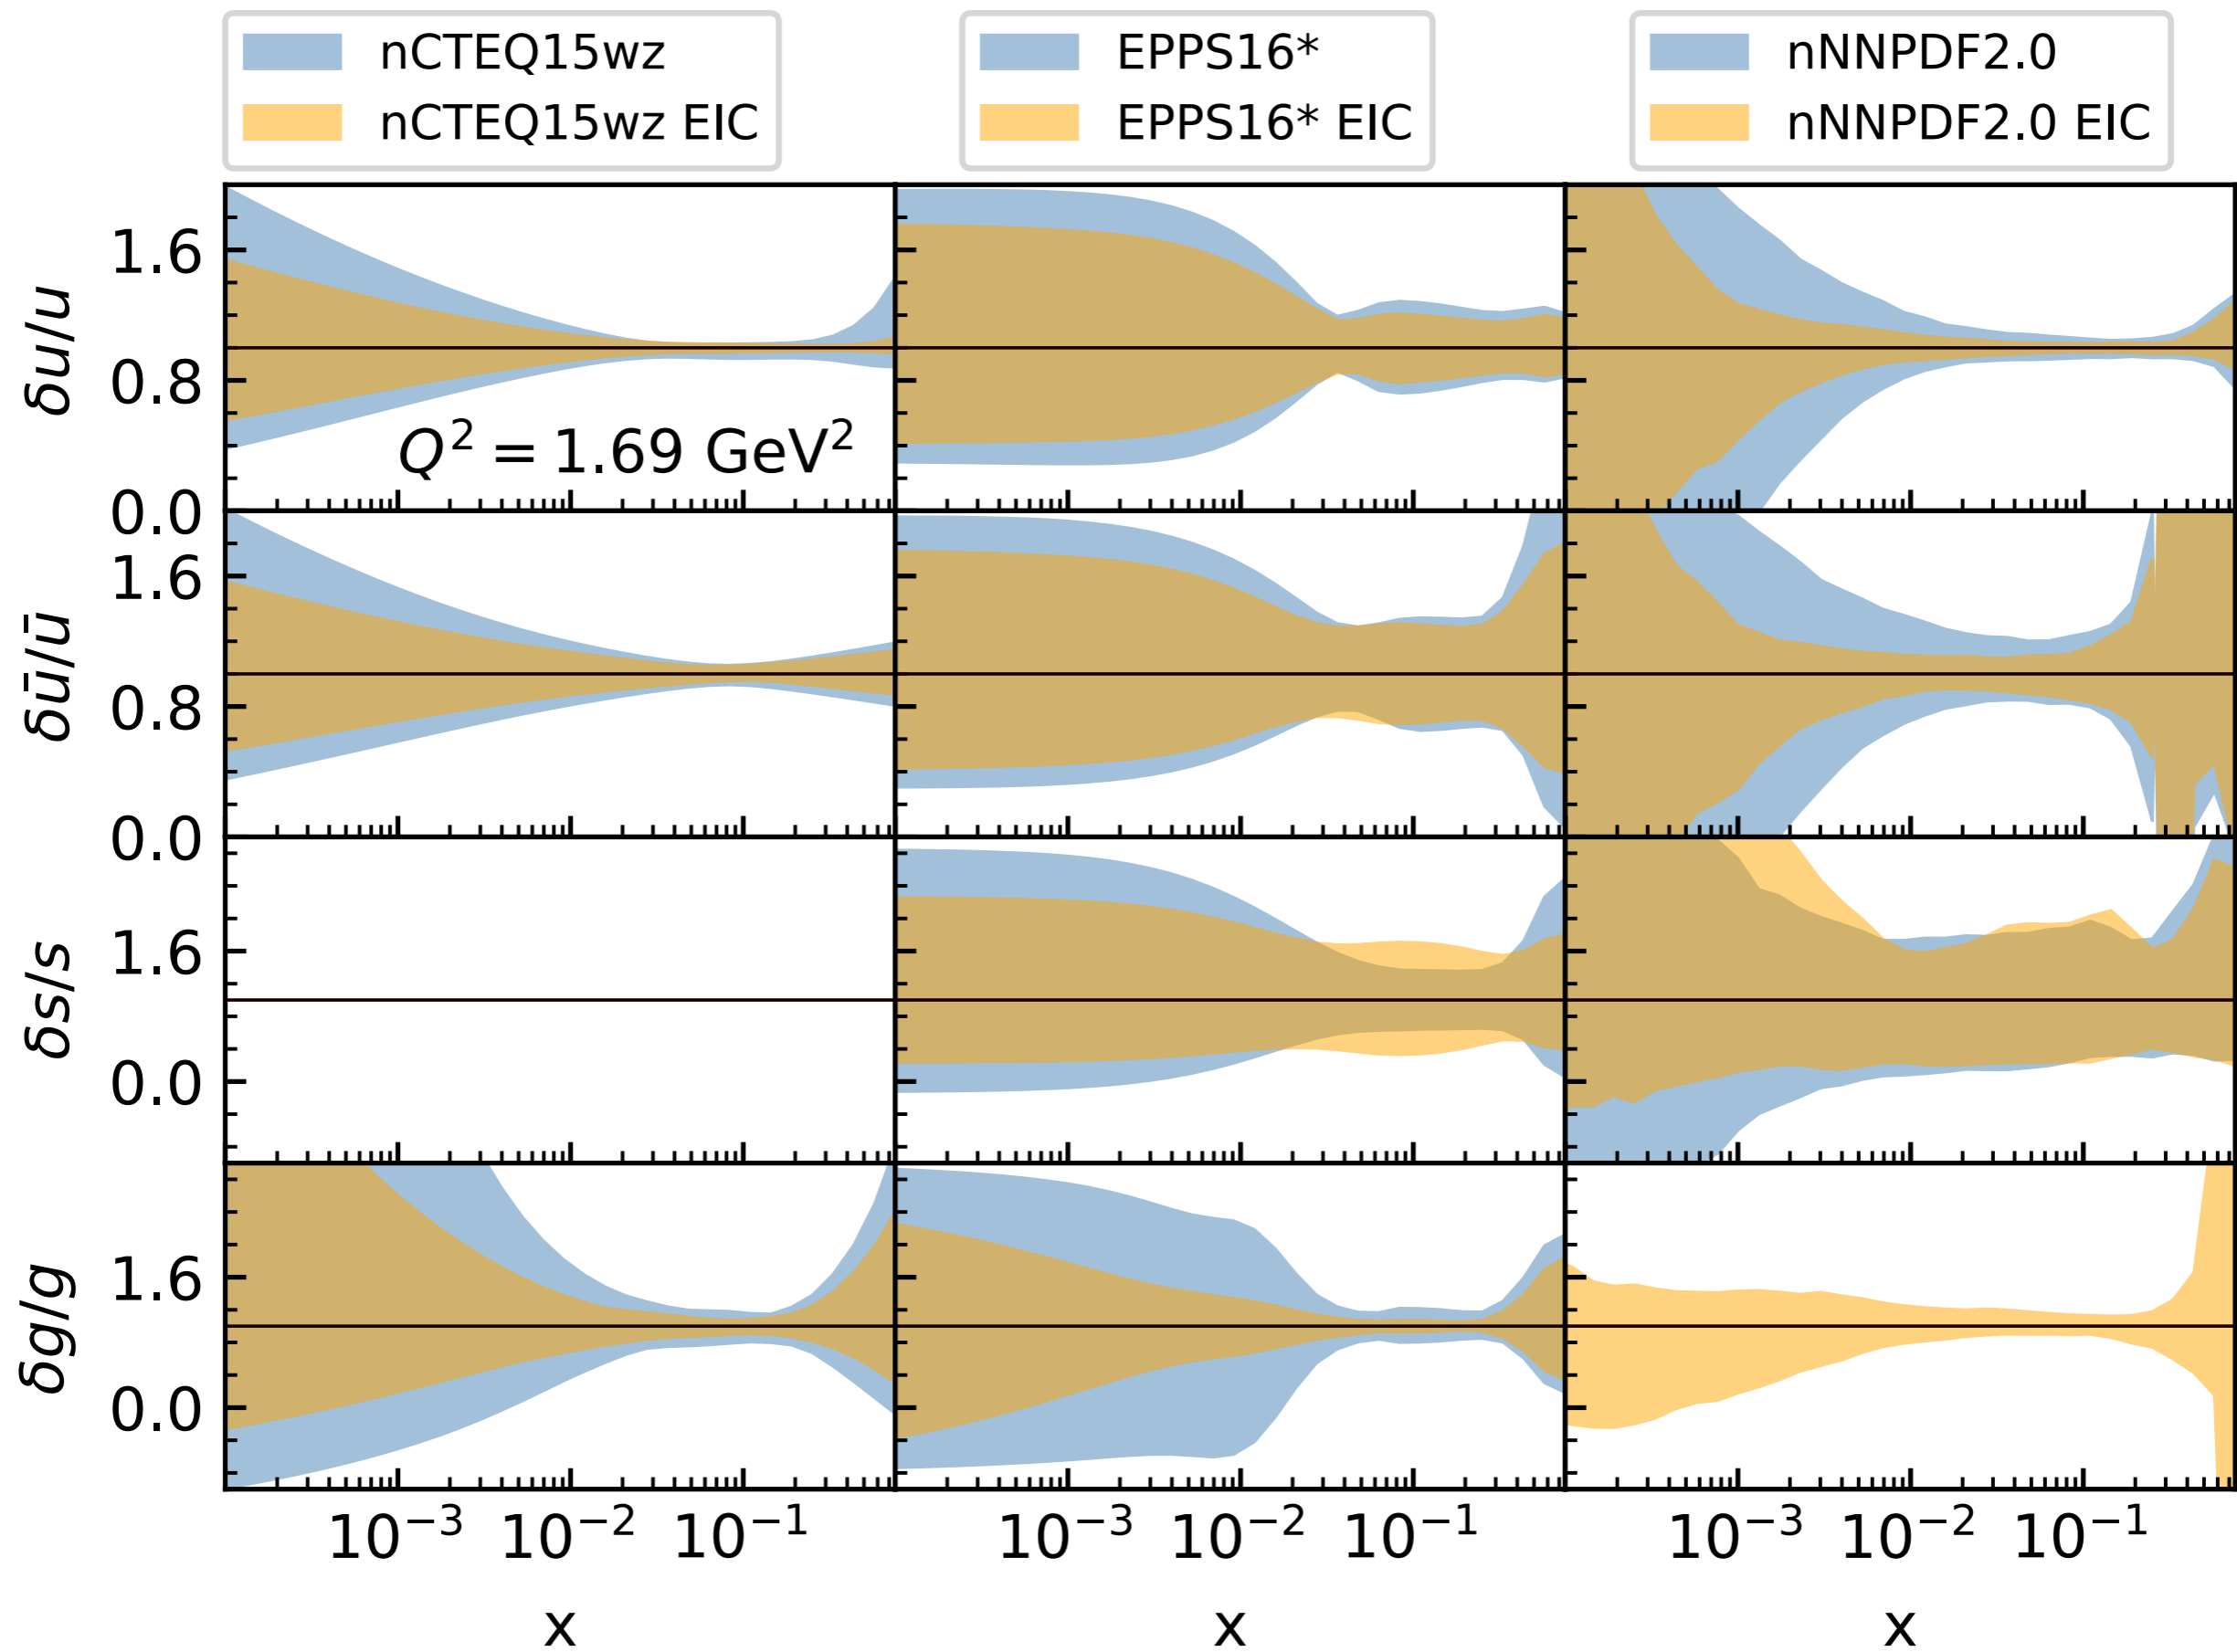 nCTEQ15wz
nCTEQ15wz EIC
EPPS16*
EPPS16* EIC
nNNPDF2.0
nNNPDF2.0 EIC
δu/u
1.6
0.8
0.0
Q² = 1.69 GeV²
δū/ū
1.6
0.8
0.0
δs/s
1.6
0.0
δg/g
1.6
0.0
10⁻³ 10⁻² 10⁻¹ 10⁻³ 10⁻² 10⁻¹ 10⁻³ 10⁻² 10⁻¹
x x x